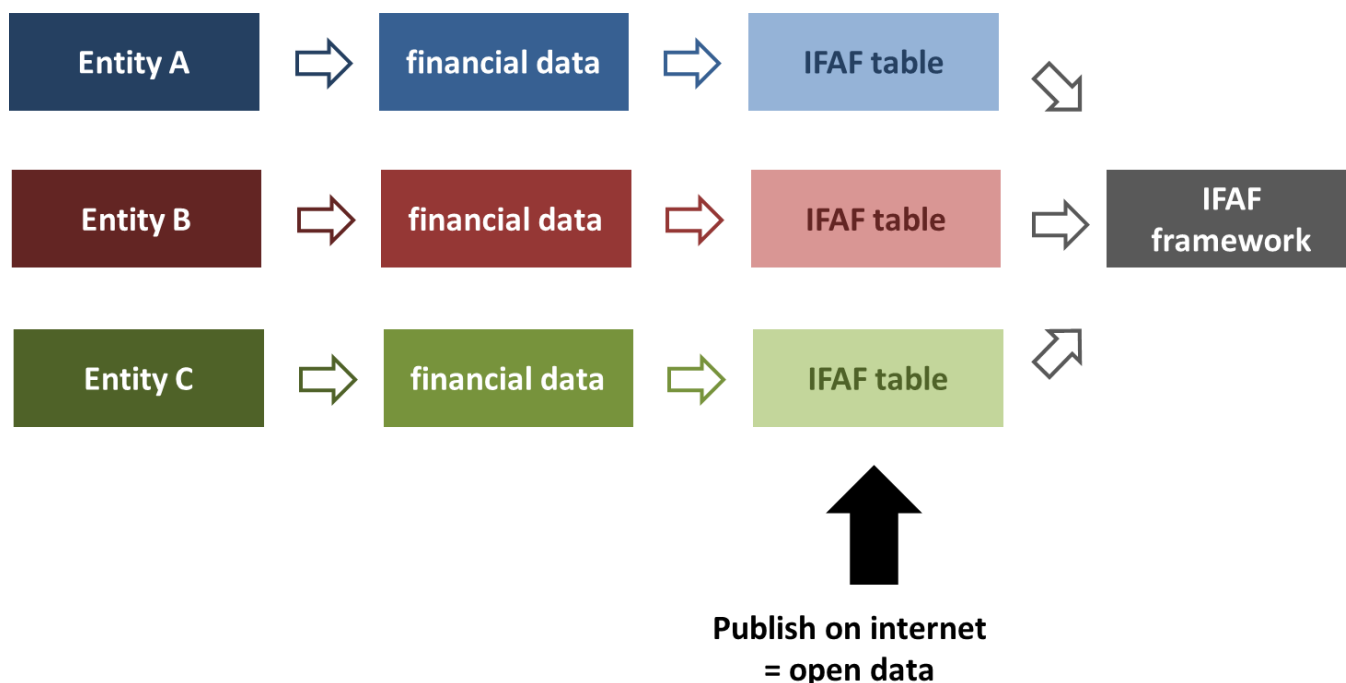 Entity A
financial data
IFAF table
Entity B
financial data
IFAF table
IFAF
framework
Entity C
financial data
IFAF table
Publish on internet
= open data